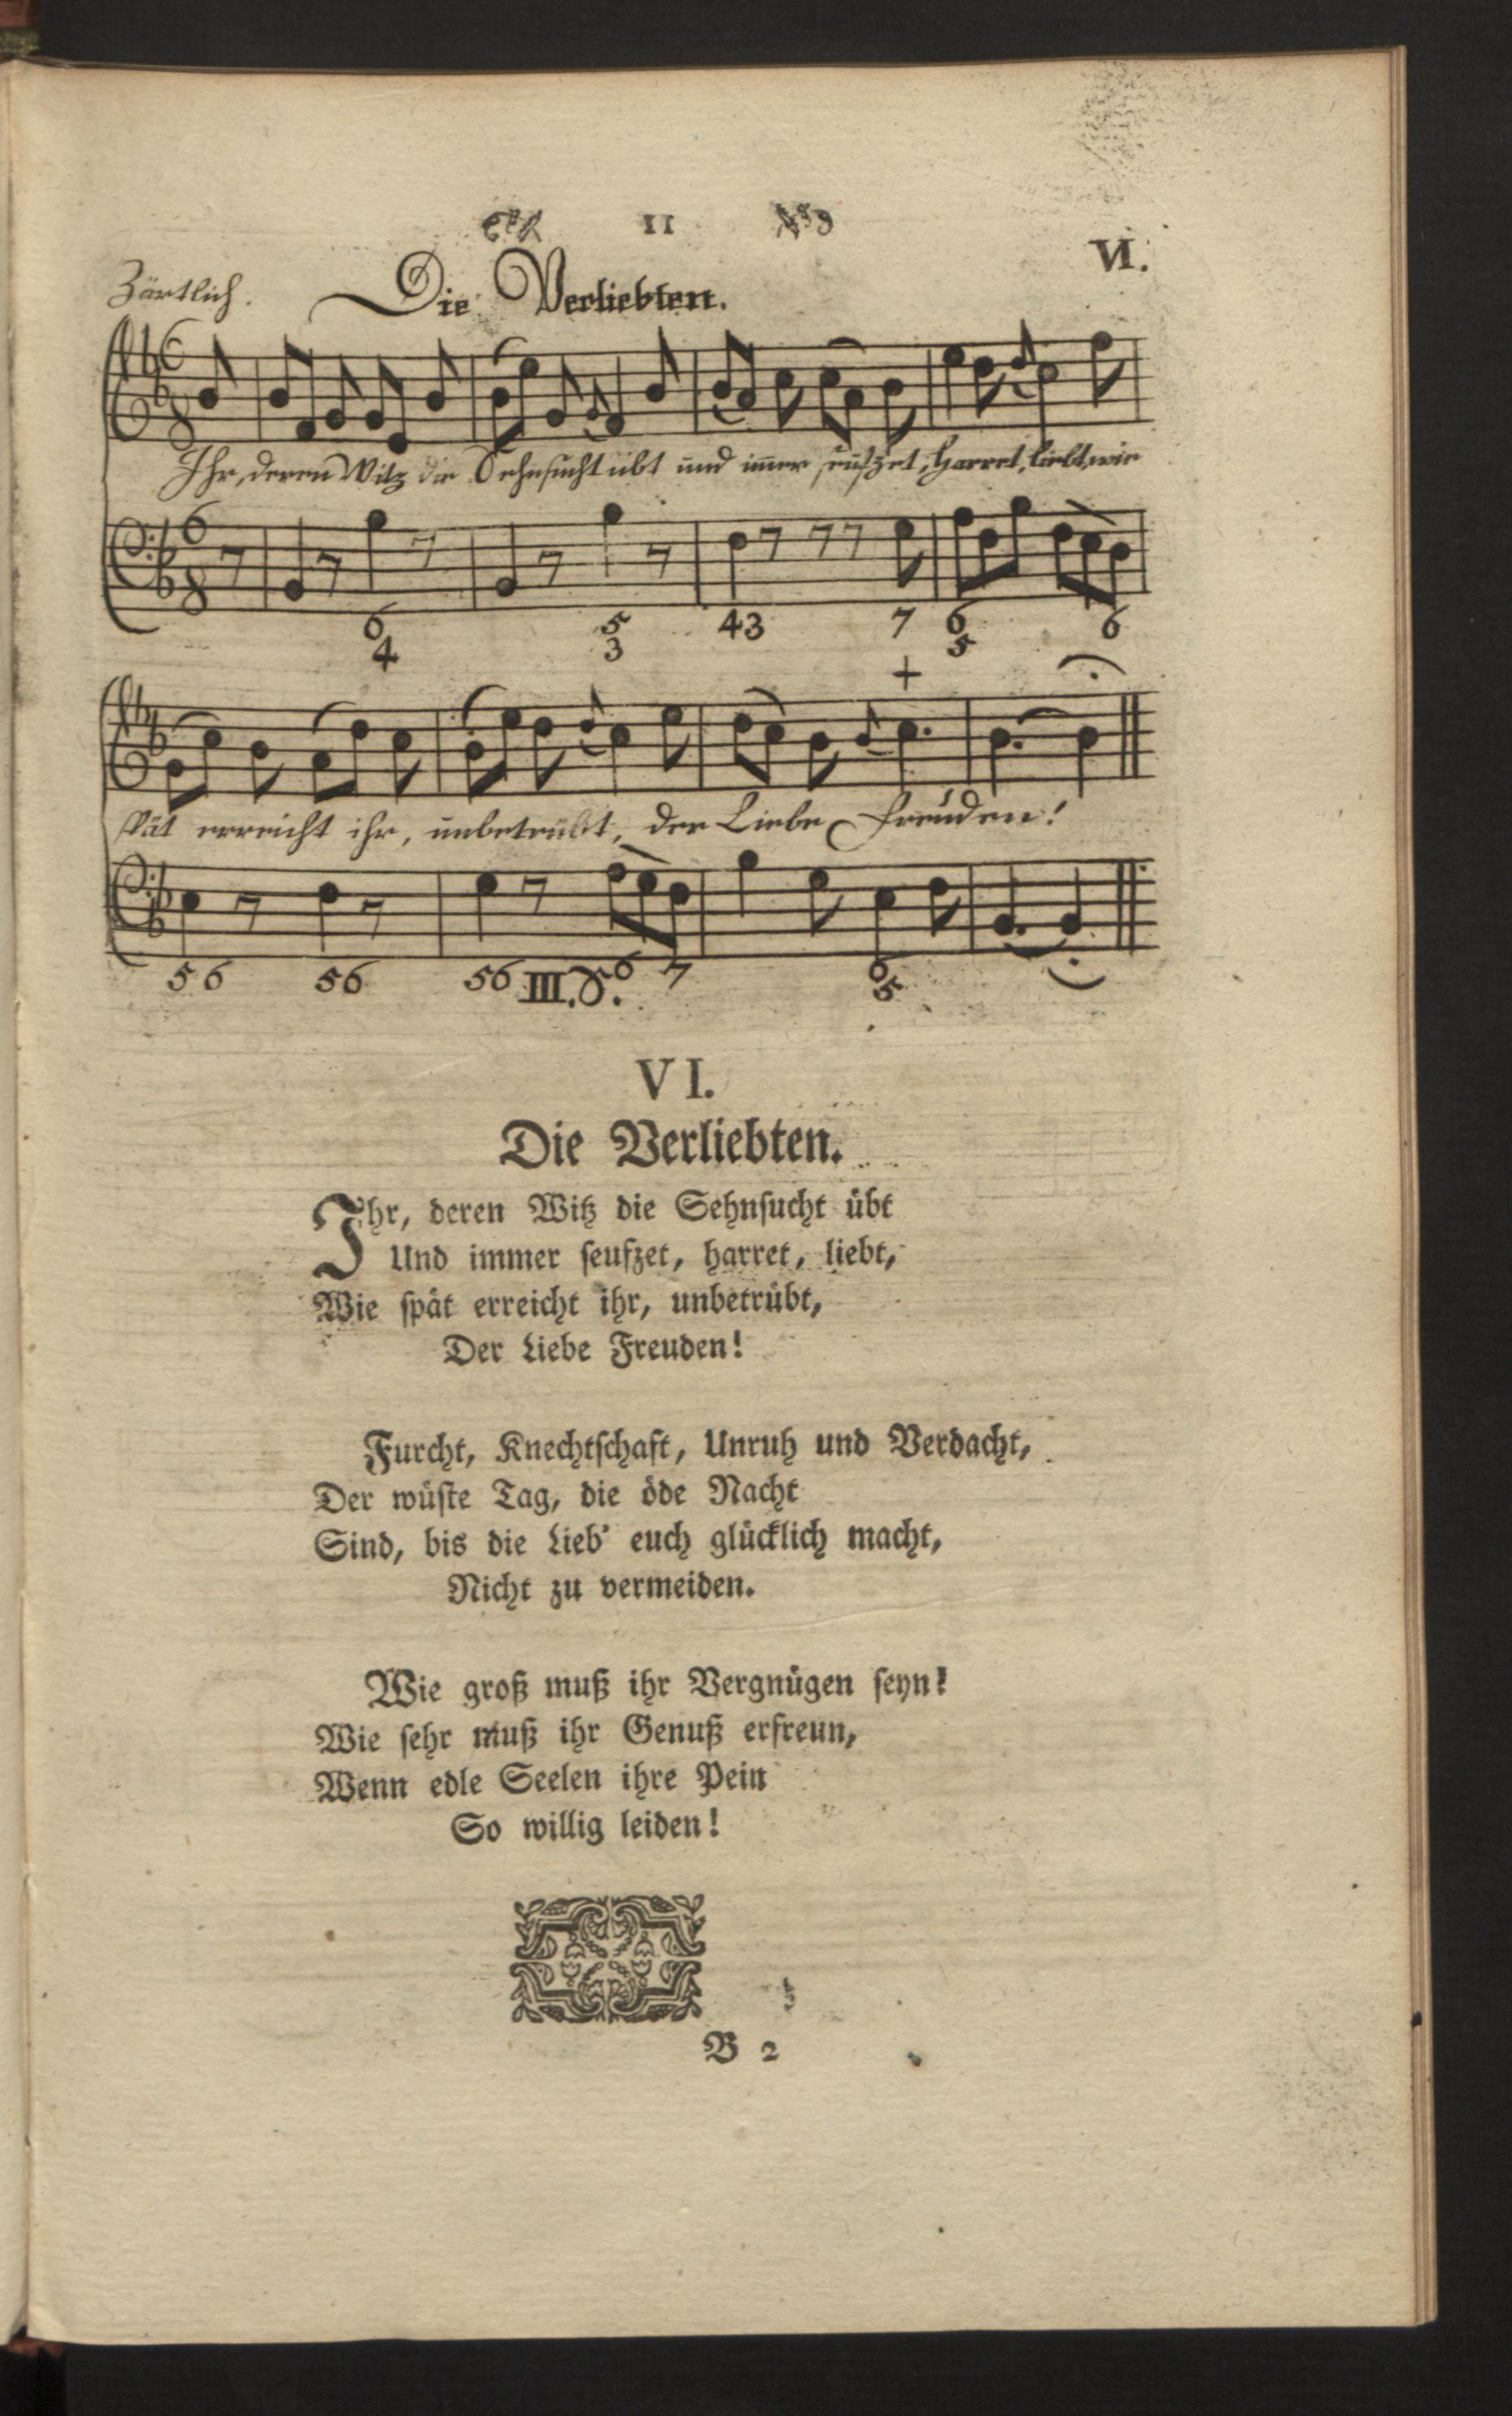 11
VI.
Zärtlich.
Die Verliebten.
6
8
Ihr, deren Witz die Sehnsucht übt und im̄er seufzet, harret, liebt, wie
6
8
6 5 43 7 6 6
4 3 5
+
spät erreicht ihr, unbetrübt, der Liebe Freuden!
56 56 56 III. 6 7 6
5
VI.
Die Verliebten.
Ihr, deren Witz die Sehnſucht übt
Und immer ſeufzet, harret, liebt,
Wie ſpät erreicht ihr, unbetrübt,
Der Liebe Freuden!
Furcht, Knechtſchaft, Unruh und Verdacht,
Der wüſte Tag, die öde Nacht
Sind, bis die Lieb' euch glücklich macht,
Nicht zu vermeiden.
Wie groß muß ihr Vergnügen ſeyn!
Wie ſehr muß ihr Genuß erfreun,
Wenn edle Seelen ihre Pein
So willig leiden!
B 2